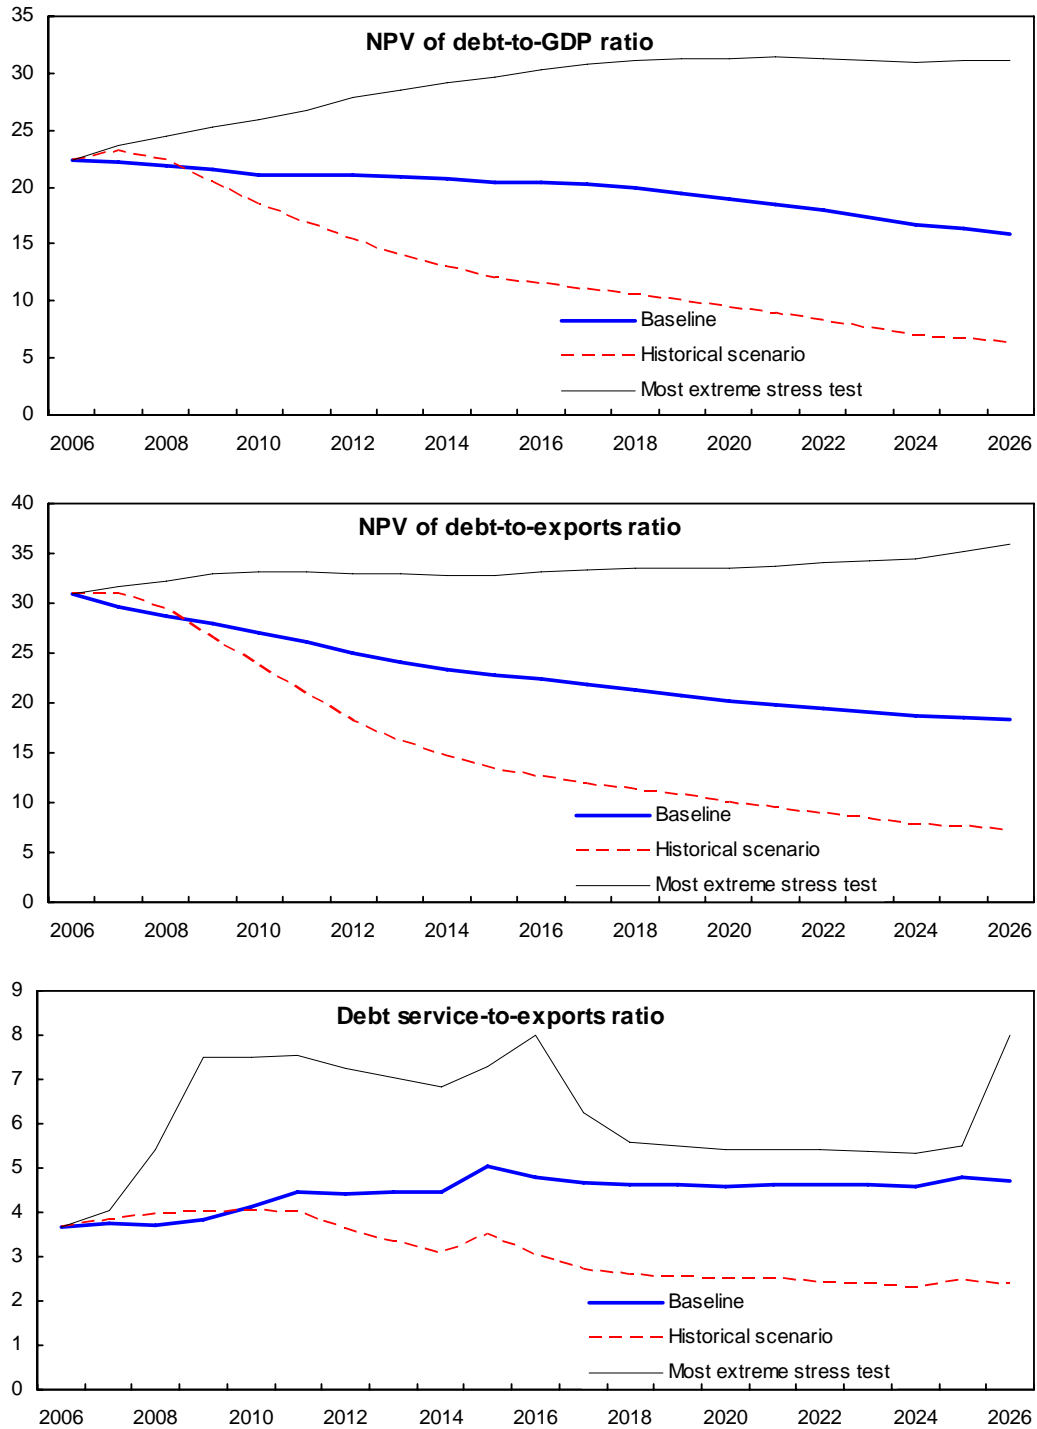 35
NPV of debt-to-GDP ratio
30
25
20
15
10
Baseline
Historical scenario
5
Most extreme stress test
0
2006 2008 2010 2012 2014 2016 2018 2020 2022 2024 2026
40
NPV of debt-to-exports ratio
35
30
25
20
15
10
Baseline
Historical scenario
5
Most extreme stress test
0
2006 2008 2010 2012 2014 2016 2018 2020 2022 2024 2026
9
Debt service-to-exports ratio
8
7
6
5
4
3
2
Baseline
Historical scenario
1
Most extreme stress test
0
2006 2008 2010 2012 2014 2016 2018 2020 2022 2024 2026